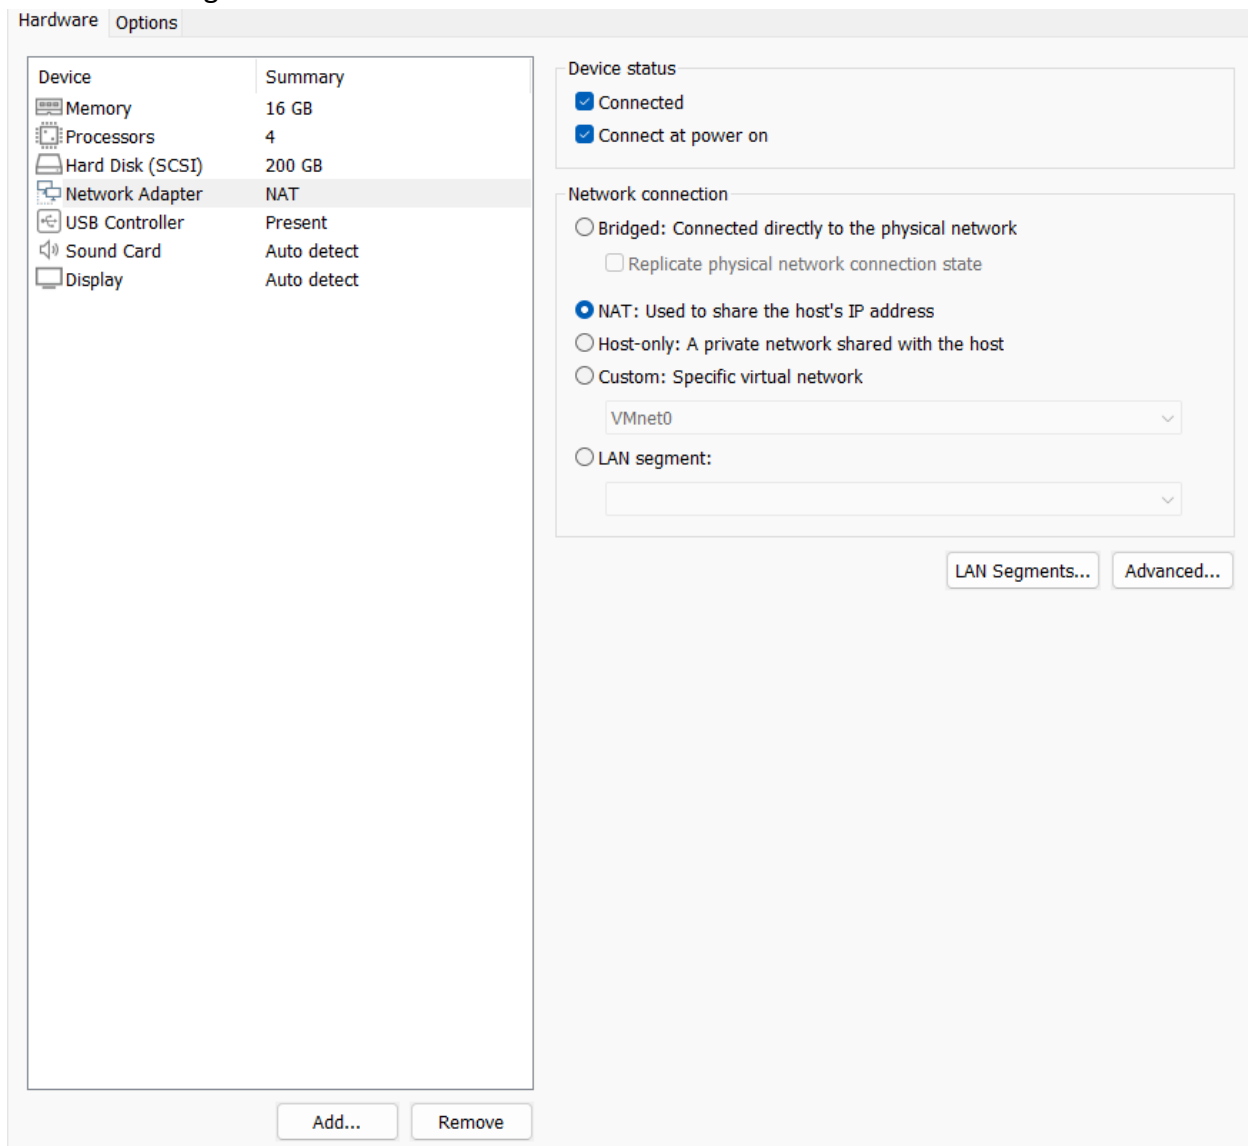 Hardware Options
Device Summary
Memory 16 GB
Processors 4
Hard Disk (SCSI) 200 GB
Network Adapter NAT
USB Controller Present
Sound Card Auto detect
Display Auto detect
Add... Remove
Device status
Connected
Connect at power on
Network connection
Bridged: Connected directly to the physical network
Replicate physical network connection state
NAT: Used to share the host's IP address
Host-only: A private network shared with the host
Custom: Specific virtual network
VMnet0
LAN segment:
LAN Segments... Advanced...